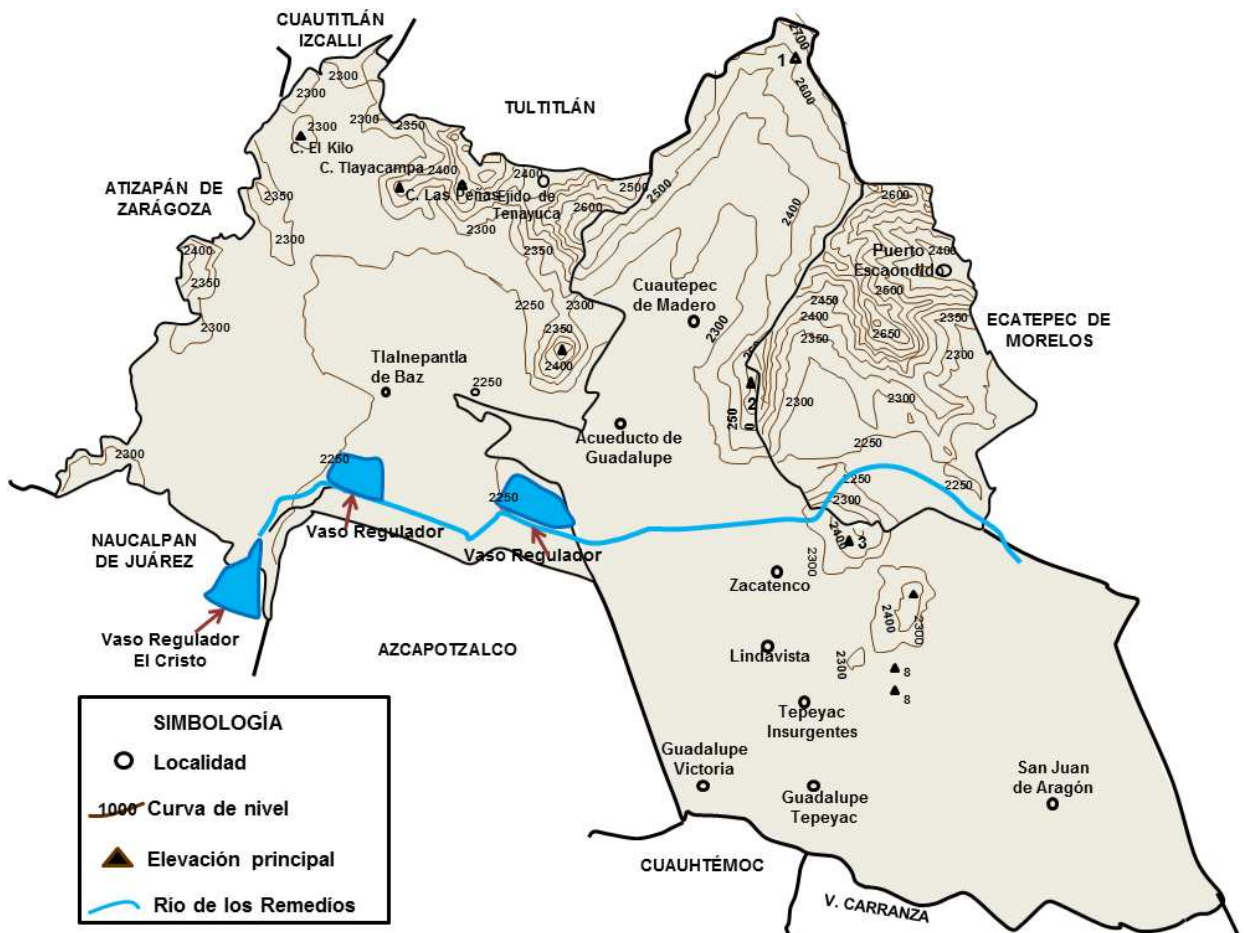 CUAUTITLÁN
IZCALLI
2700
1
2300
2600
2300
TULTITLÁN
2300
2350
2300
C. El Kilo
C. Tlayacampa
2400
2400
C. Las Peñas
Ejido de
Tenayuca
2500
2500
2400
2600
2600
ATIZAPÁN DE
ZARÁGOZA
2350
2300
2300
2350
2400
2350
2300
Puerto
Escaondido
2400
2500
2450
2400
2350
2650
2350
2300
ECATEPEC DE
MORELOS
Cuautepec
de Madero
2250
2300
2350
2400
2300
Tlalnepantla
de Baz
2250
2
250
0
2300
2300
Acueducto de
Guadalupe
2250
2300
2250
2250
2250
2250
2300
NAUCALPAN
DE JUÁREZ
Vaso Regulador
Vaso Regulador
2400
3
2300
Zacatenco
2400
2300
Vaso Regulador
El Cristo
AZCAPOTZALCO
Lindavista
2300
8
8
Tepeyac
Insurgentes
Guadalupe
Victoria
Guadalupe
Tepeyac
San Juan
de Aragón
CUAUHTÉMOC
V. CARRANZA
SIMBOLOGÍA
Localidad
1000 Curva de nivel
Elevación principal
Río de los Remedios